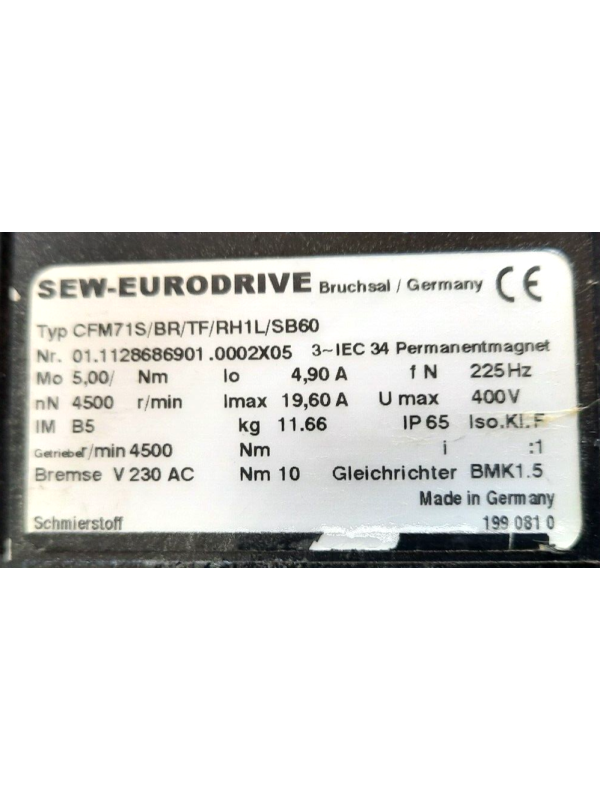 SEW-EURODRIVE Bruchsal / Germany CE
Typ CFM71S/BR/TF/RH1L/SB60
Nr. 01.1128686901.0002X05 3~IEC 34 Permanentmagnet
Mo 5,00/ Nm Io 4,90 A f N 225 Hz
nN 4500 r/min Imax 19,60 A U max 400V
IM B5 kg 11.66 IP 65 Iso.Kl.F
Getriebe r/min 4500 Nm i :1
Bremse V 230 AC Nm 10 Gleichrichter BMK1.5
Made in Germany
Schmierstoff 199 081 0